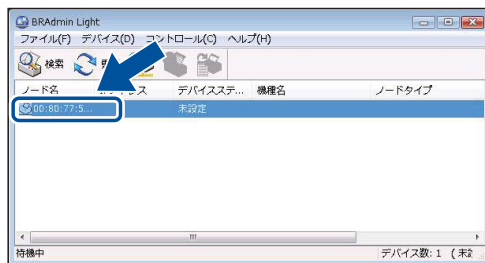 BRAdmin Light
ファイル(F) デバイス(D) コントロール(C) ヘルプ(H)
検索
ノード名 デバイスステ... 機種名 ノードタイプ
00:80:77:5... 未設定
待機中 デバイス数: 1